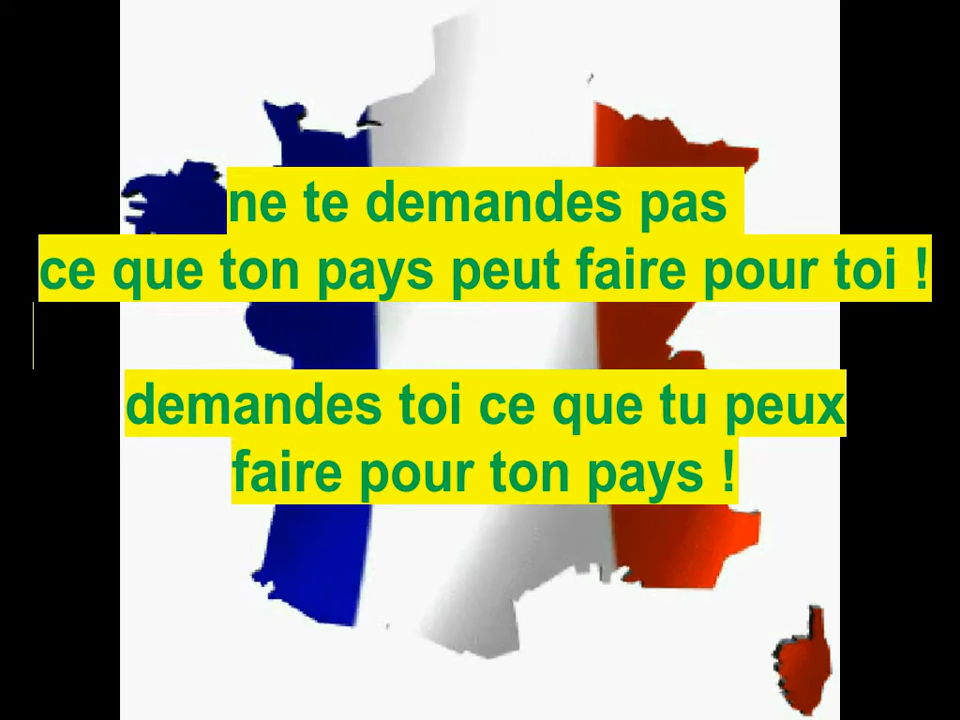 ne te demandes pas
ce que ton pays peut faire pour toi !
demandes toi ce que tu peux
faire pour ton pays !